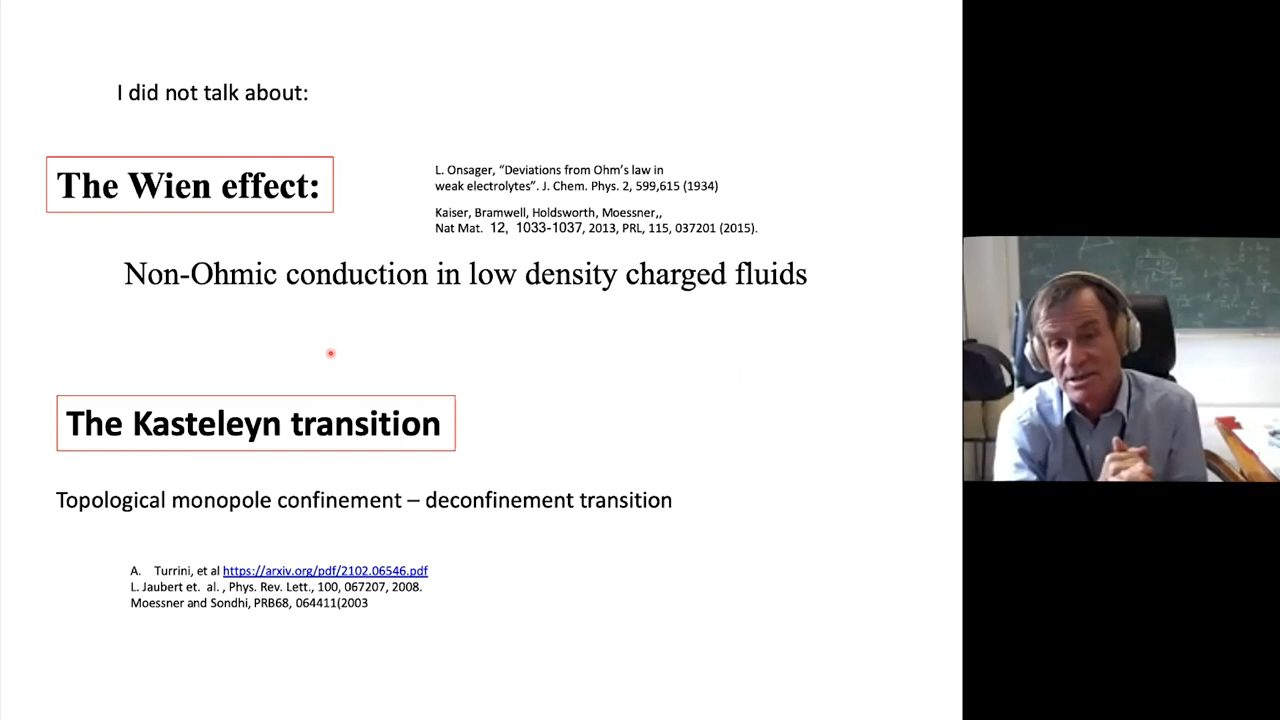 I did not talk about:
The Wien effect:
L. Onsager, “Deviations from Ohm’s law in
weak electrolytes”. J. Chem. Phys. 2, 599,615 (1934)
Kaiser, Bramwell, Holdsworth, Moessner,,
Nat Mat. 12, 1033-1037, 2013, PRL, 115, 037201 (2015).
Non-Ohmic conduction in low density charged fluids
The Kasteleyn transition
Topological monopole confinement – deconfinement transition
A. Turrini, et al https://arxiv.org/pdf/2102.06546.pdf
L. Jaubert et. al. , Phys. Rev. Lett., 100, 067207, 2008.
Moessner and Sondhi, PRB68, 064411(2003